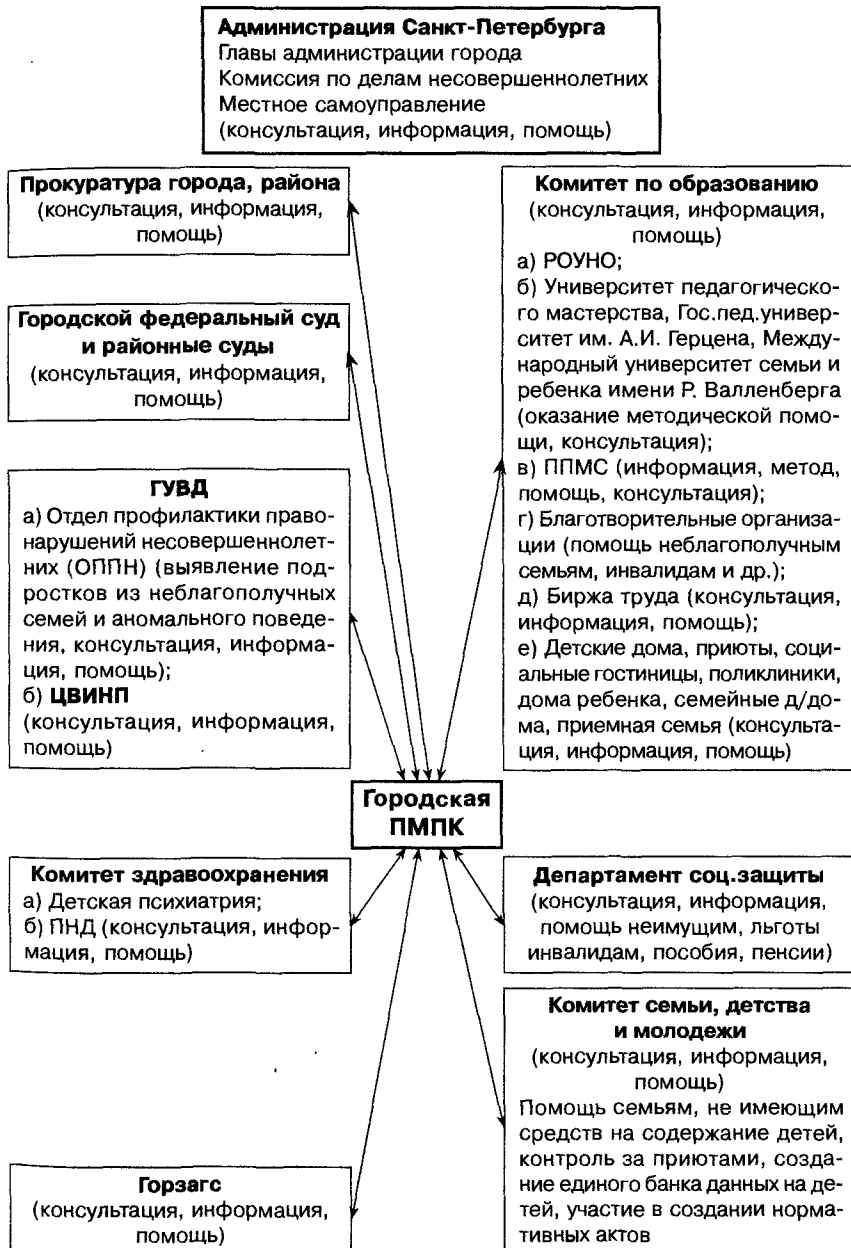 Администрация Санкт-Петербурга
Главы администрации города
Комиссия по делам несовершеннолетних
Местное самоуправление
(консультация, информация, помощь)
Прокуратура города, района
(консультация, информация,
помощь)
Городской федеральный суд
и районные суды
(консультация, информация,
помощь)
ГУВД
а) Отдел профилактики право-
нарушений несовершеннолет-
них (ОППН) (выявление под-
ростков из неблагополучных
семей и аномального поведе-
ния, консультация, информа-
ция, помощь);
б) ЦВИНП
(консультация, информация,
помощь)
Комитет по образованию
(консультация, информация,
помощь)
а) РОУНО;
б) Университет педагогическо-
го мастерства, Гос.пед.универ-
ситет им. А.И. Герцена, Между-
народный университет семьи и
ребенка имени Р. Валленберга
(оказание методической помо-
щи, консультация);
в) ППМС (информация, метод,
помощь, консультация);
г) Благотворительные организа-
ции (помощь неблагополучным
семьям, инвалидам и др.);
д) Биржа труда (консультация,
информация, помощь);
е) Детские дома, приюты, соци-
альные гостиницы, поликлиники,
дома ребенка, семейные д/до-
ма, приемная семья (консульта-
ция, информация, помощь)
Городская
ПМПК
Комитет здравоохранения
а) Детская психиатрия;
б) ПНД (консультация, инфор-
мация, помощь)
Департамент соц.защиты
(консультация, информация,
помощь неимущим, льготы
инвалидам, пособия, пенсии)
Горзагс
(консультация, информация,
помощь)
Комитет семьи, детства
и молодежи
(консультация, информация,
помощь)
Помощь семьям, не имеющим
средств на содержание детей,
контроль за приютами, созда-
ние единого банка данных на де-
тей, участие в создании норма-
тивных актов